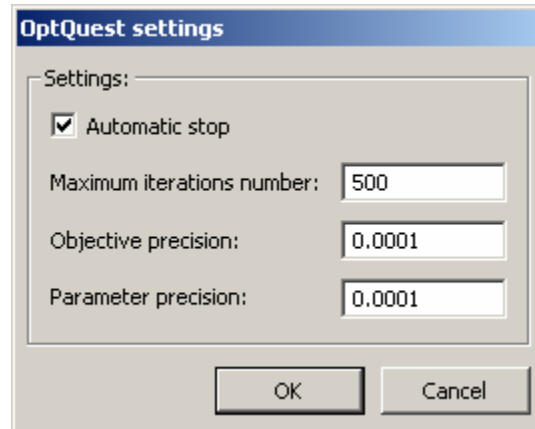 OptQuest settings
Settings:
Automatic stop
Maximum iterations number: 500
Objective precision: 0.0001
Parameter precision: 0.0001
OK Cancel